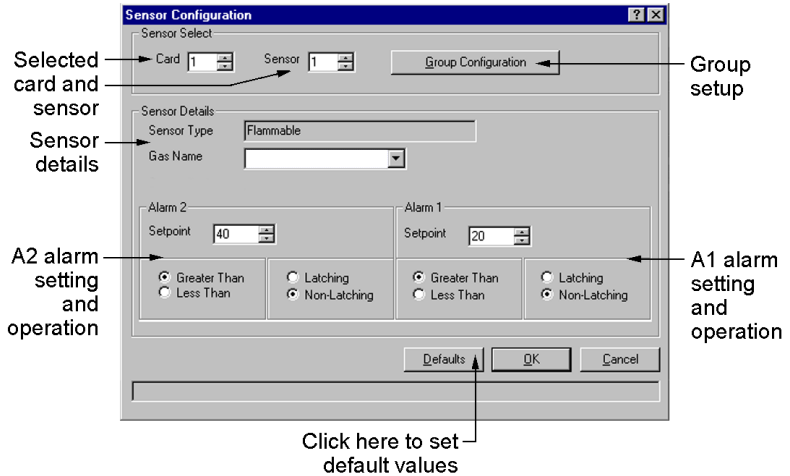 Sensor Configuration
Sensor Select
Card 1 Sensor 1 Group Configuration
Selected
card and
sensor
Group
setup
Sensor Details
Sensor Type Flammable
Gas Name
Sensor
details
Alarm 2
Setpoint 40
Greater Than
Less Than
Latching
Non-Latching
Alarm 1
Setpoint 20
Greater Than
Less Than
Latching
Non-Latching
A2 alarm
setting
and
operation
A1 alarm
setting
and
operation
Defaults OK Cancel
Click here to set
default values